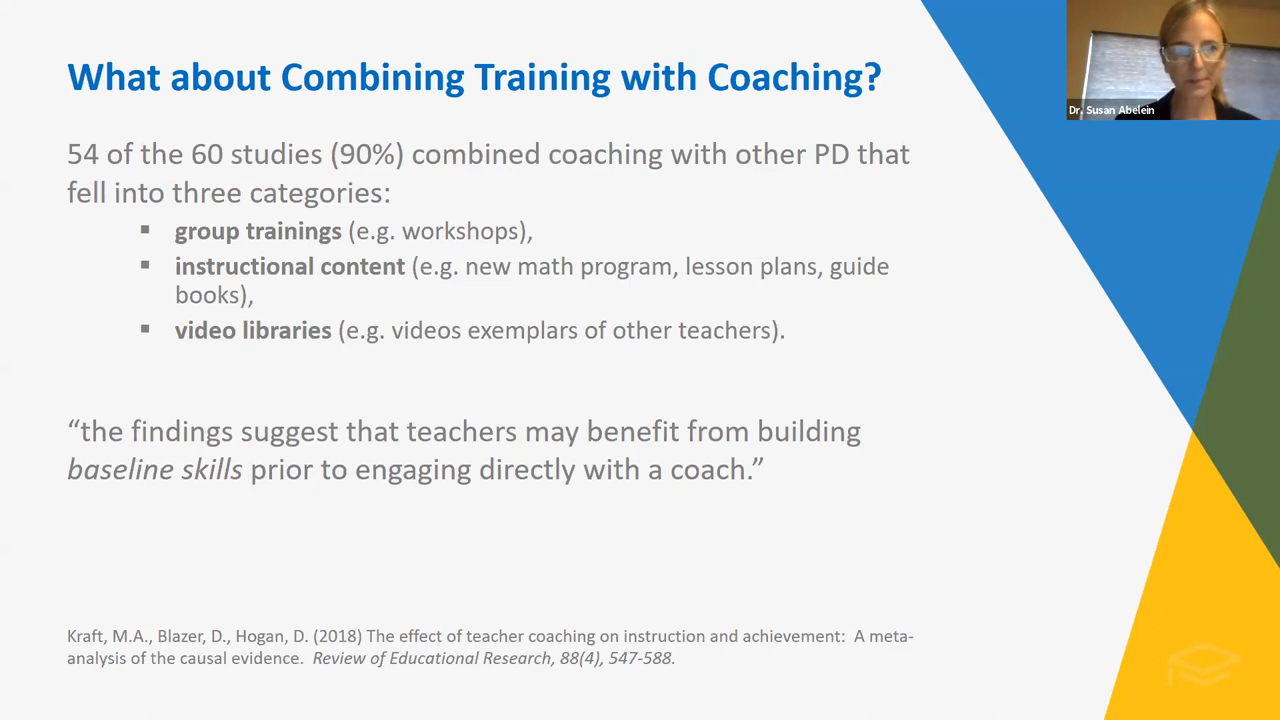 What about Combining Training with Coaching?
Dr. Susan Abelein
54 of the 60 studies (90%) combined coaching with other PD that
fell into three categories:
▪ group trainings (e.g. workshops),
▪ instructional content (e.g. new math program, lesson plans, guide
books),
▪ video libraries (e.g. videos exemplars of other teachers).
“the findings suggest that teachers may benefit from building
baseline skills prior to engaging directly with a coach.”
Kraft, M.A., Blazer, D., Hogan, D. (2018) The effect of teacher coaching on instruction and achievement: A meta-
analysis of the causal evidence. Review of Educational Research, 88(4), 547-588.